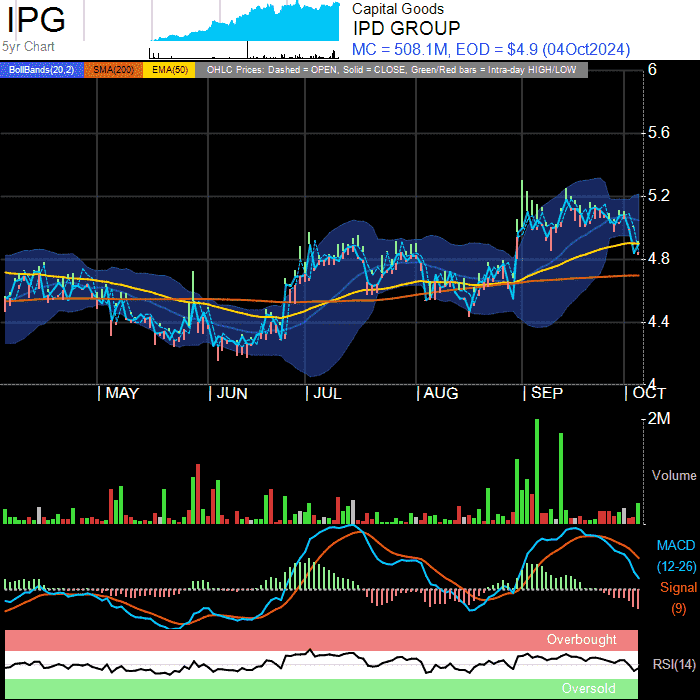 IPG
Capital Goods
IPD GROUP
5yr Chart
MC = 508.1M, EOD = $4.9 (04Oct2024)
BollBands(20,2) SMA(200) EMA(50) OHLC Prices: Dashed = OPEN, Solid = CLOSE, Green/Red bars = Intra-day HIGH/LOW
6
5.6
5.2
4.8
4.4
4
MAY JUN JUL AUG SEP OCT
2M
Volume
MACD
(12-26)
Signal
(9)
Overbought
RSI(14)
Oversold